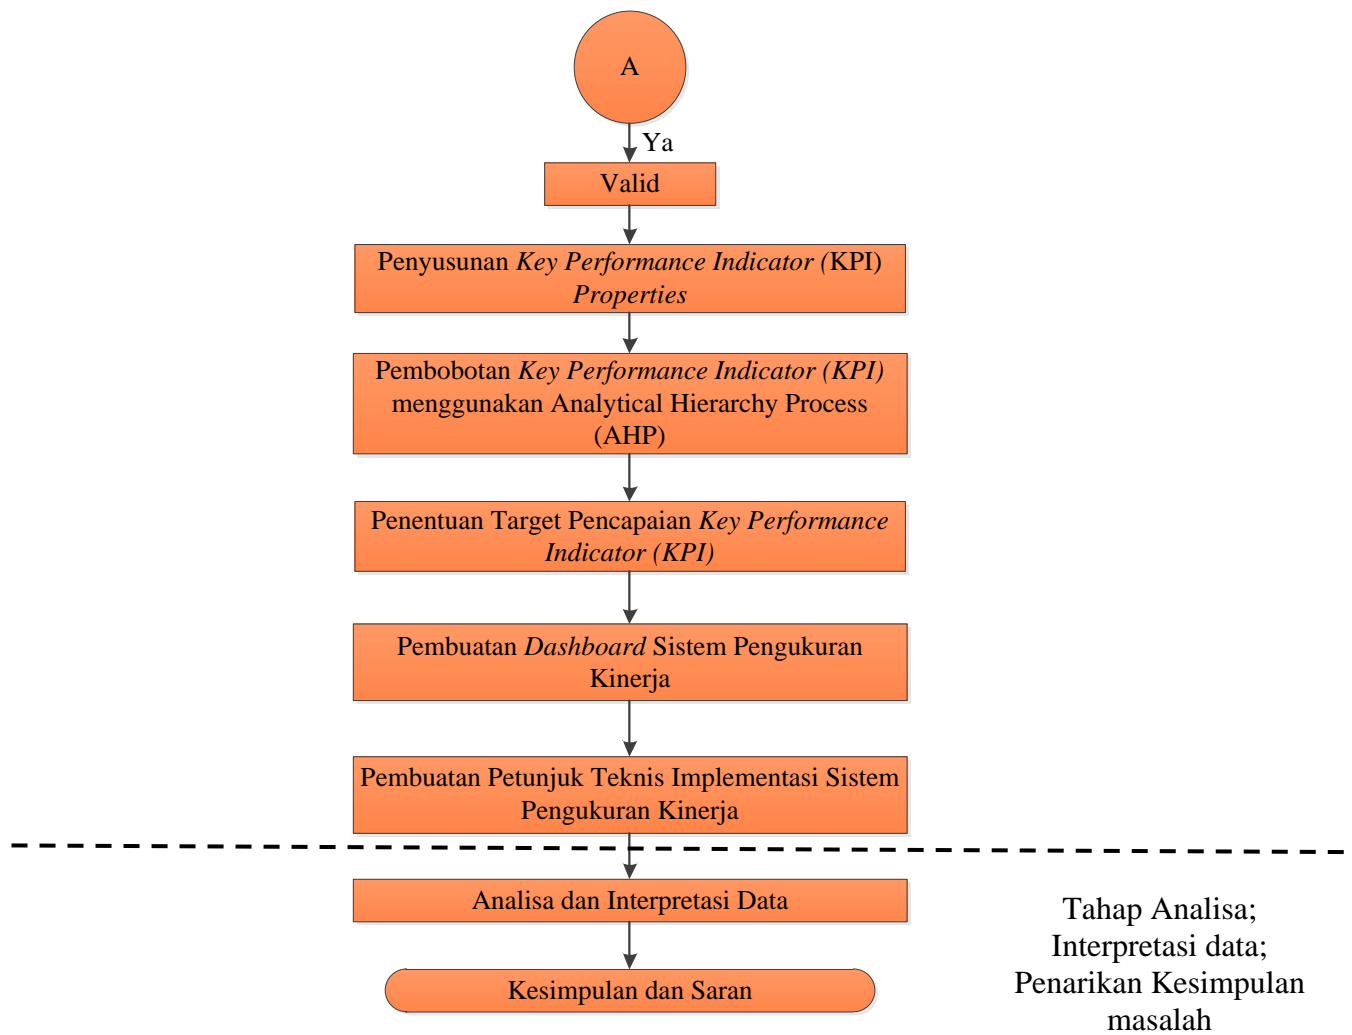 A
Ya
Valid
Penyusunan Key Performance Indicator (KPI)
Properties
Pembobotan Key Performance Indicator (KPI)
menggunakan Analytical Hierarchy Process
(AHP)
Penentuan Target Pencapaian Key Performance
Indicator (KPI)
Pembuatan Dashboard Sistem Pengukuran
Kinerja
Pembuatan Petunjuk Teknis Implementasi Sistem
Pengukuran Kinerja
Analisa dan Interpretasi Data
Kesimpulan dan Saran
Tahap Analisa;
Interpretasi data;
Penarikan Kesimpulan
masalah